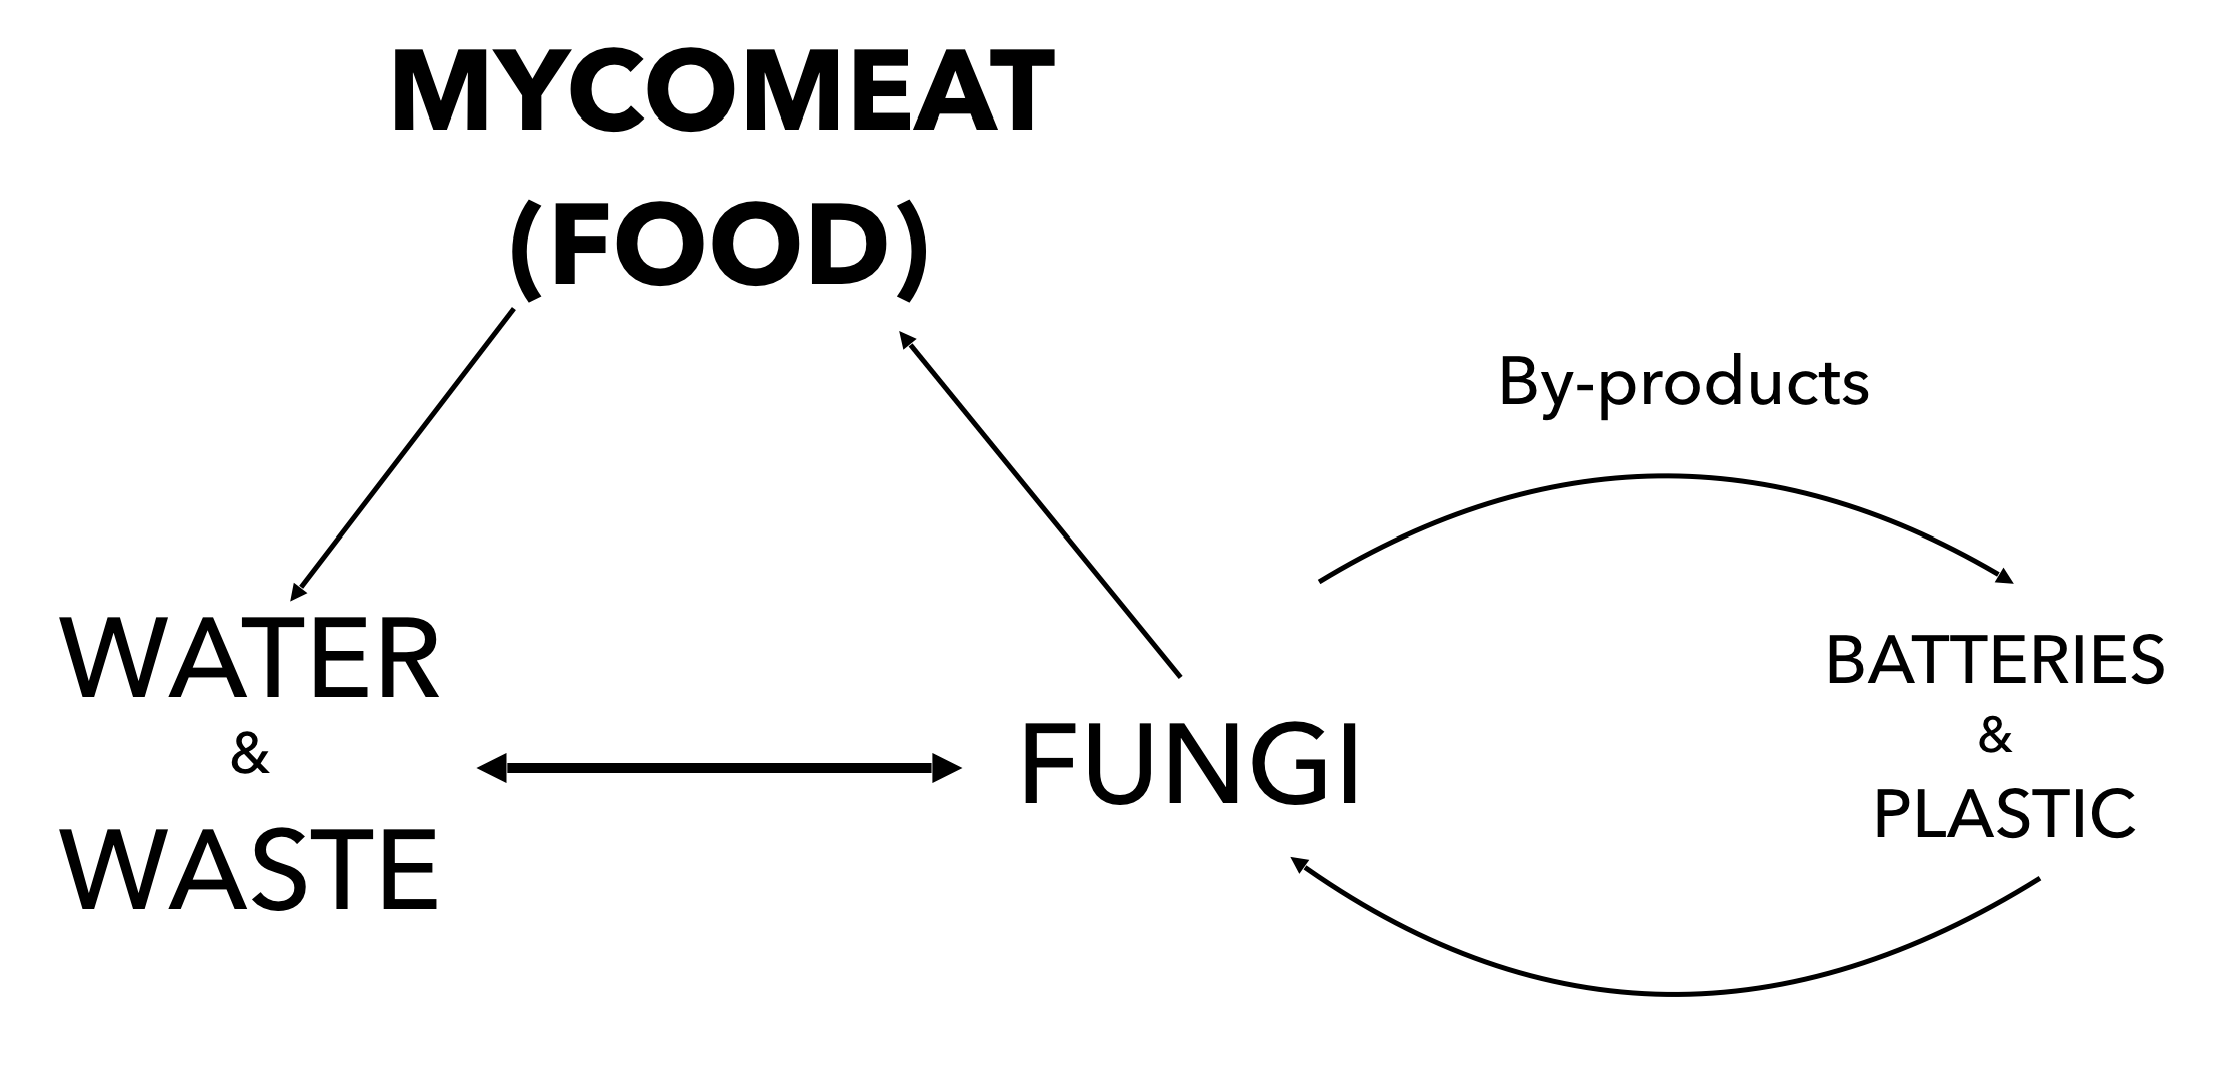 MYCOMEAT
(FOOD)
By-products
WATER
&
WASTE
FUNGI
BATTERIES
&
PLASTIC